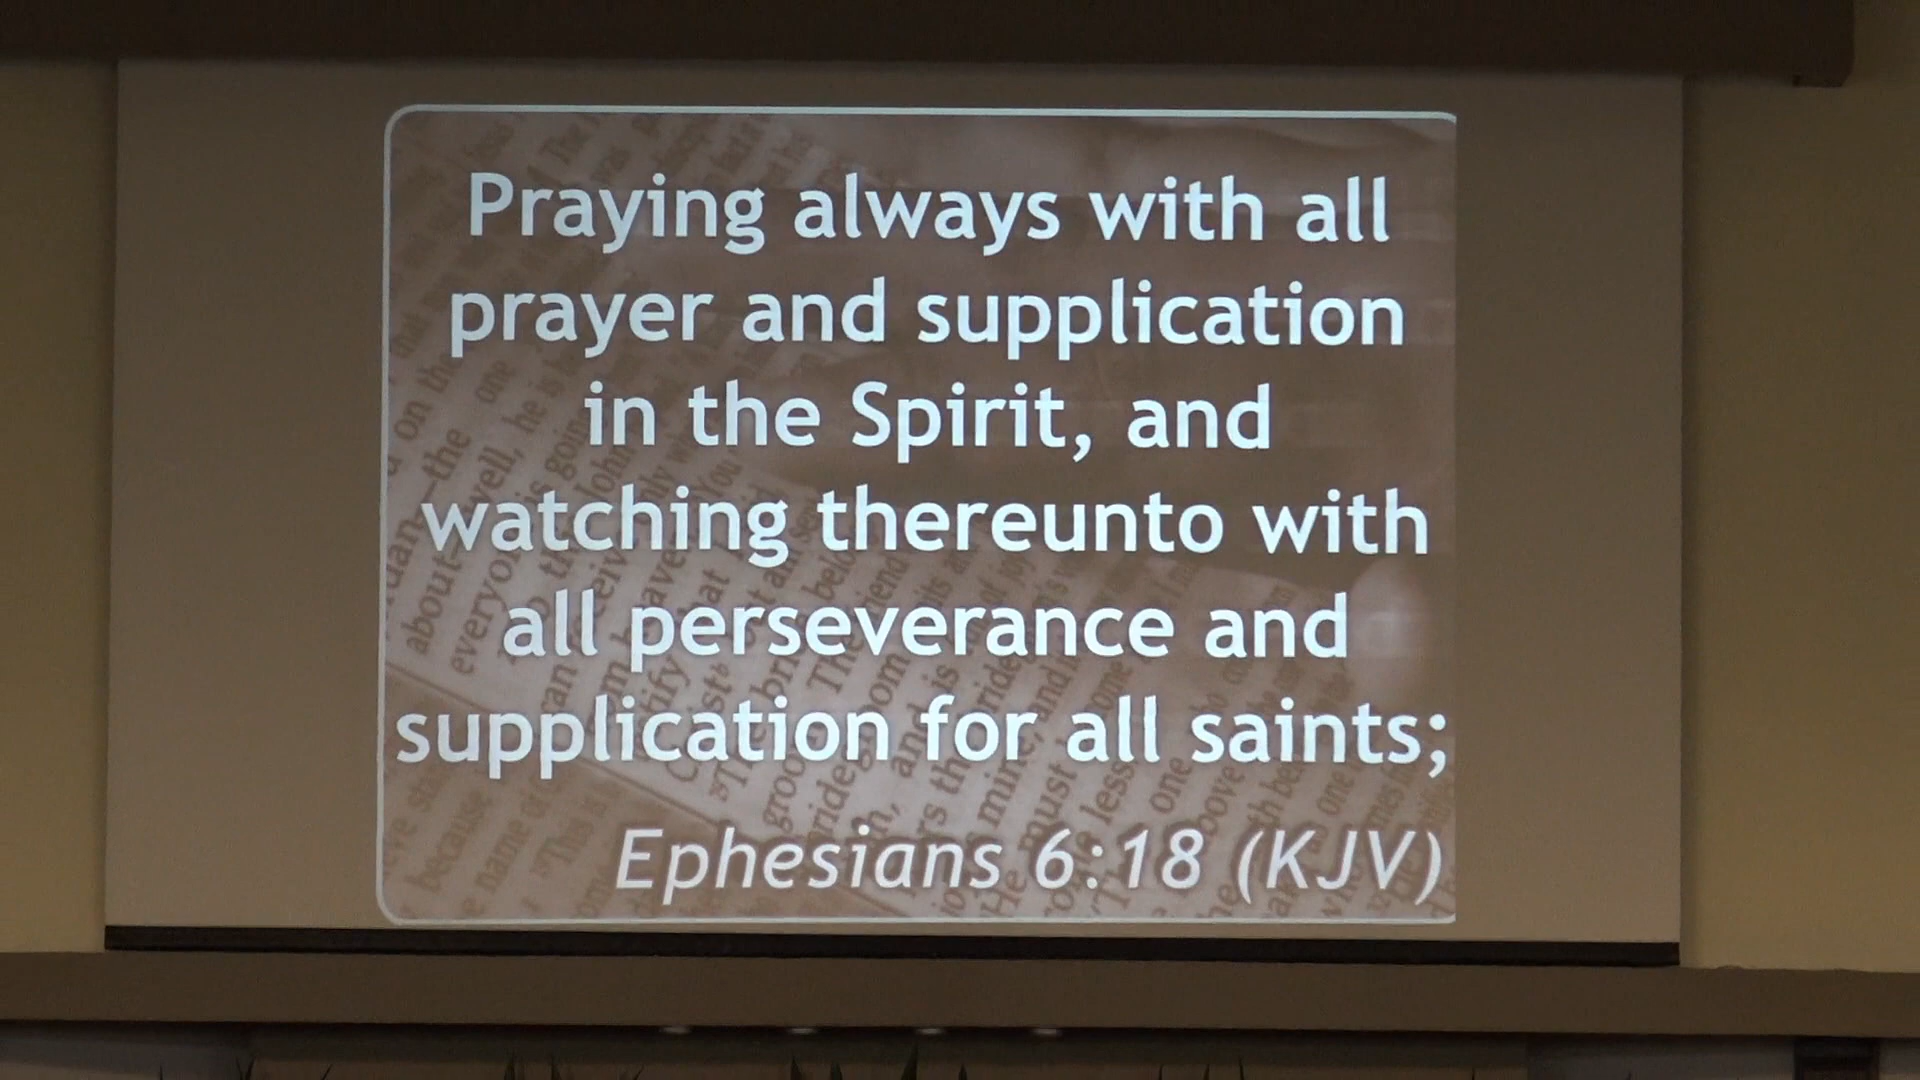 Praying always with all
prayer and supplication
in the Spirit, and
watching thereunto with
all perseverance and
supplication for all saints;
Ephesians 6:18 (KJV)